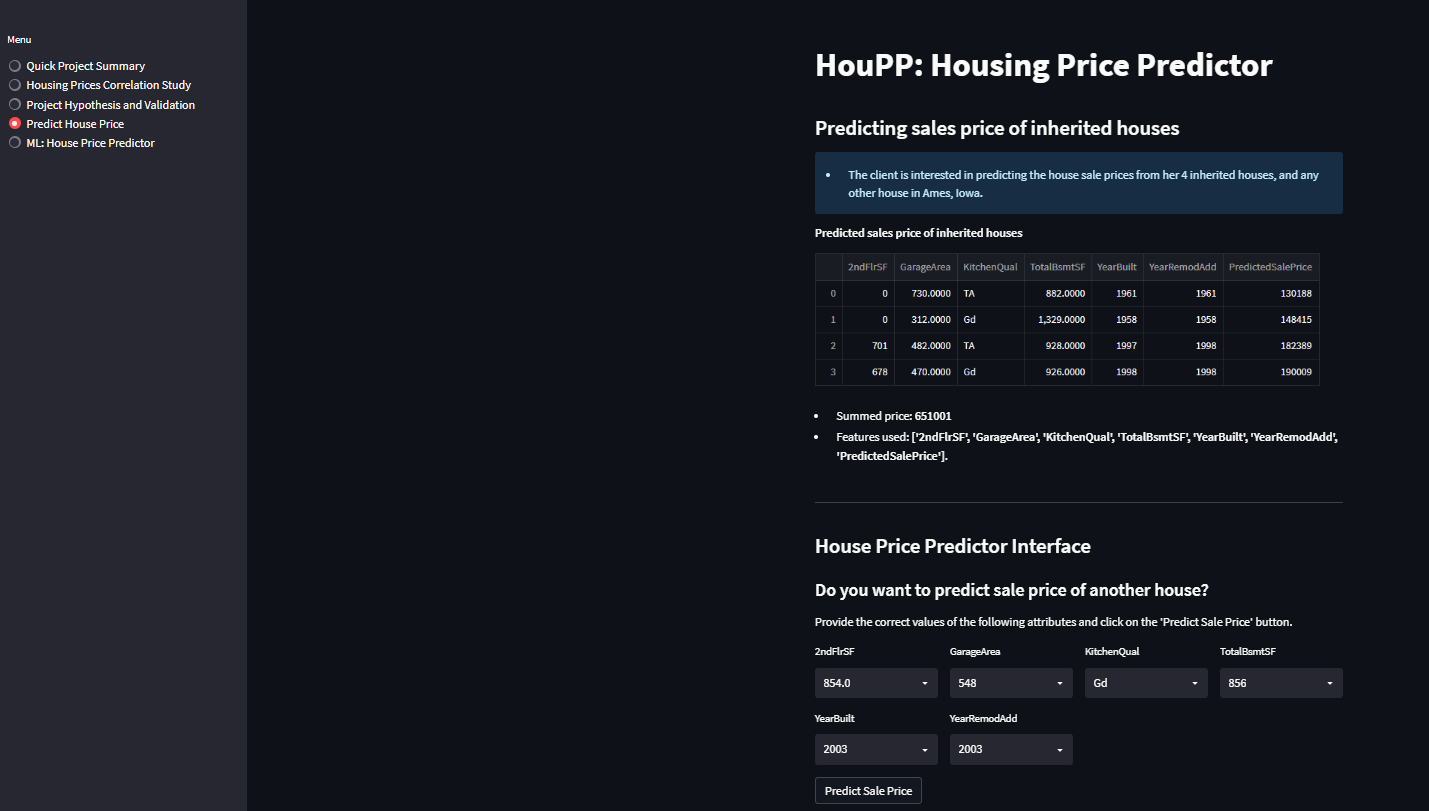 Menu
Quick Project Summary
Housing Prices Correlation Study
Project Hypothesis and Validation
Predict House Price
ML: House Price Predictor
HouPP: Housing Price Predictor
Predicting sales price of inherited houses
• The client is interested in predicting the house sale prices from her 4 inherited houses, and any
other house in Ames, Iowa.
Predicted sales price of inherited houses
2ndFlrSF GarageArea KitchenQual TotalBsmtSF YearBuilt YearRemodAdd PredictedSalePrice
0 0 730.0000 TA 882.0000 1961 1961 130188
1 0 312.0000 Gd 1,329.0000 1958 1958 148415
2 701 482.0000 TA 928.0000 1997 1998 182389
3 678 470.0000 Gd 926.0000 1998 1998 190009
• Summed price: 651001
• Features used: ['2ndFlrSF', 'GarageArea', 'KitchenQual', 'TotalBsmtSF', 'YearBuilt', 'YearRemodAdd',
'PredictedSalePrice'].
House Price Predictor Interface
Do you want to predict sale price of another house?
Provide the correct values of the following attributes and click on the 'Predict Sale Price' button.
2ndFlrSF GarageArea KitchenQual TotalBsmtSF
854.0 548 Gd 856
YearBuilt YearRemodAdd
2003 2003
Predict Sale Price